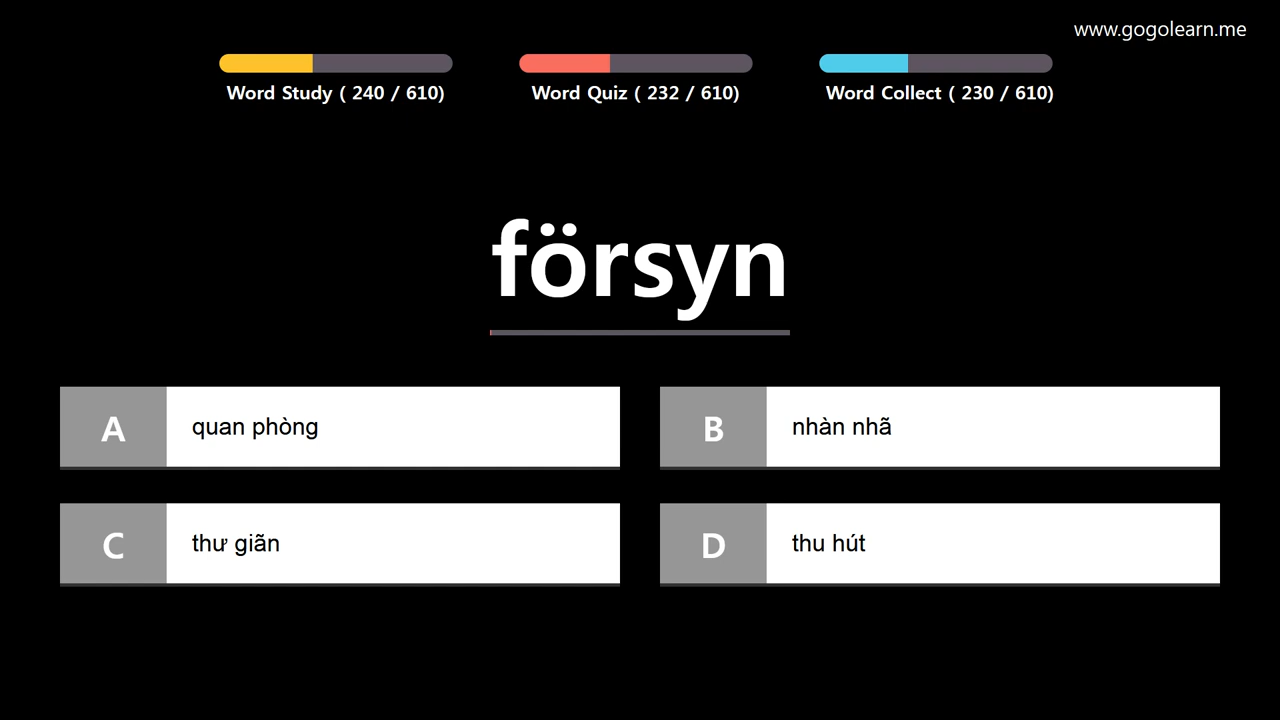 www.gogolearn.me
Word Study ( 240 / 610)
Word Quiz ( 232 / 610)
Word Collect ( 230 / 610)
försyn
A
quan phòng
B
nhàn nhã
C
thư giãn
D
thu hút